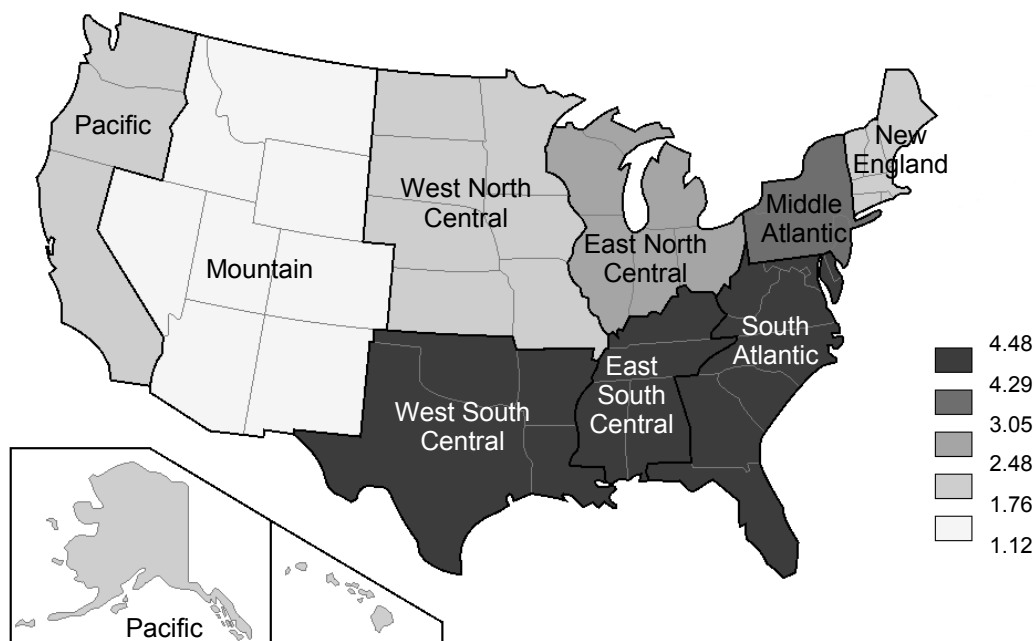 Pacific
Mountain
West North
Central
East North
Central
New
England
Middle
Atlantic
South
Atlantic
East
South
Central
West South
Central
Pacific
4.48
4.29
3.05
2.48
1.76
1.12